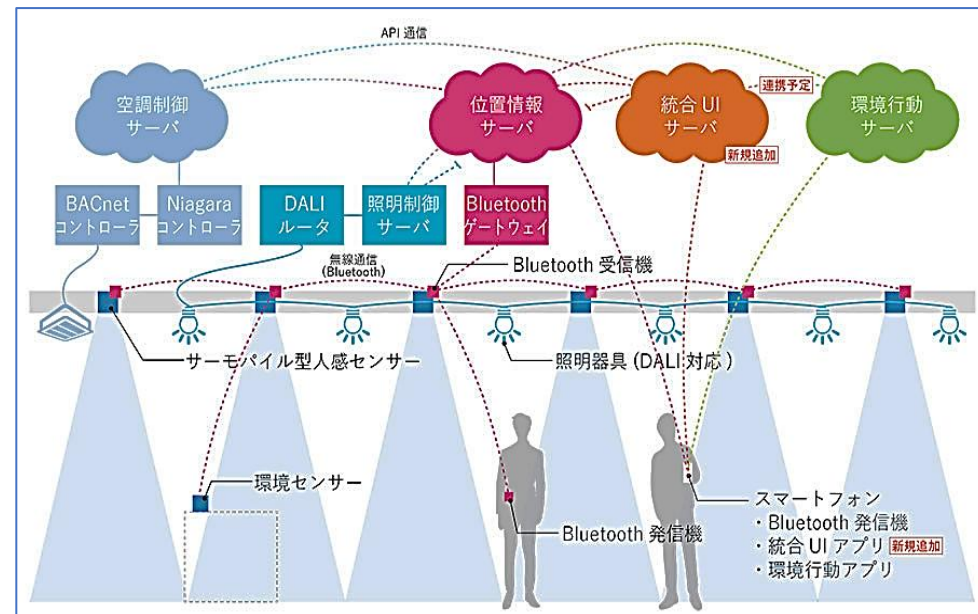 API 通信
空調制御
サーバ
位置情報
サーバ
統合 UI
サーバ
連携予定
環境行動
サーバ
新規追加
BACnet
コントローラ
Niagara
コントローラ
DALI
ルータ
照明制御
サーバ
Bluetooth
ゲートウェイ
無線通信
(Bluetooth)
Bluetooth 受信機
サーモパイル型人感センサー
照明器具 (DALI 対応 )
環境センサー
Bluetooth 発信機
スマートフォン
・Bluetooth 発信機
・統合 UI アプリ 新規追加
・環境行動アプリ